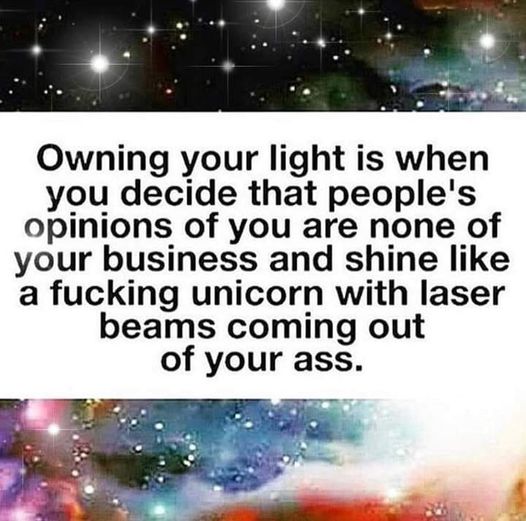 Owning your light is when
you decide that people's
opinions of you are none of
your business and shine like
a fucking unicorn with laser
beams coming out
of your ass.